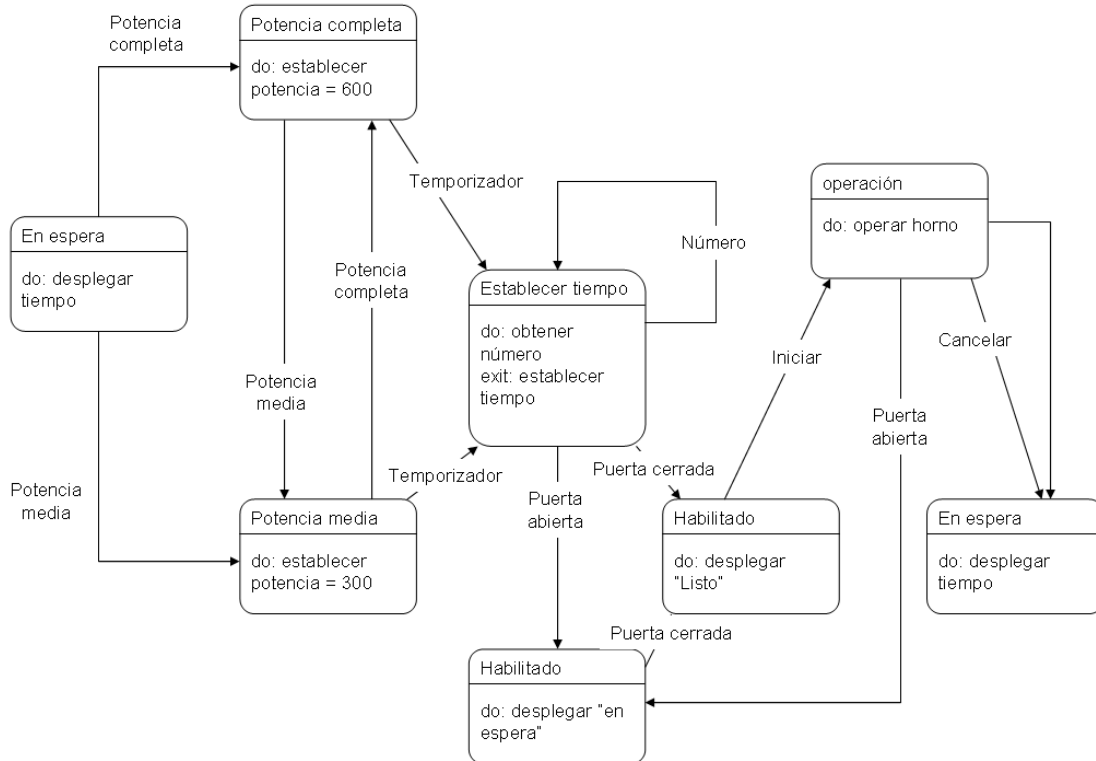 Potencia
completa
Potencia completa
do: establecer
potencia = 600
Temporizador
operación
do: operar horno
En espera
do: desplegar
tiempo
Número
Potencia
completa
Establecer tiempo
do: obtener
número
exit: establecer
tiempo
Iniciar
Cancelar
Potencia
media
Puerta
abierta
Potencia
media
Temporizador
Puerta cerrada
Puerta
abierta
Potencia media
do: establecer
potencia = 300
Habilitado
do: desplegar
"Listo"
En espera
do: desplegar
tiempo
Puerta cerrada
Habilitado
do: desplegar "en
espera"